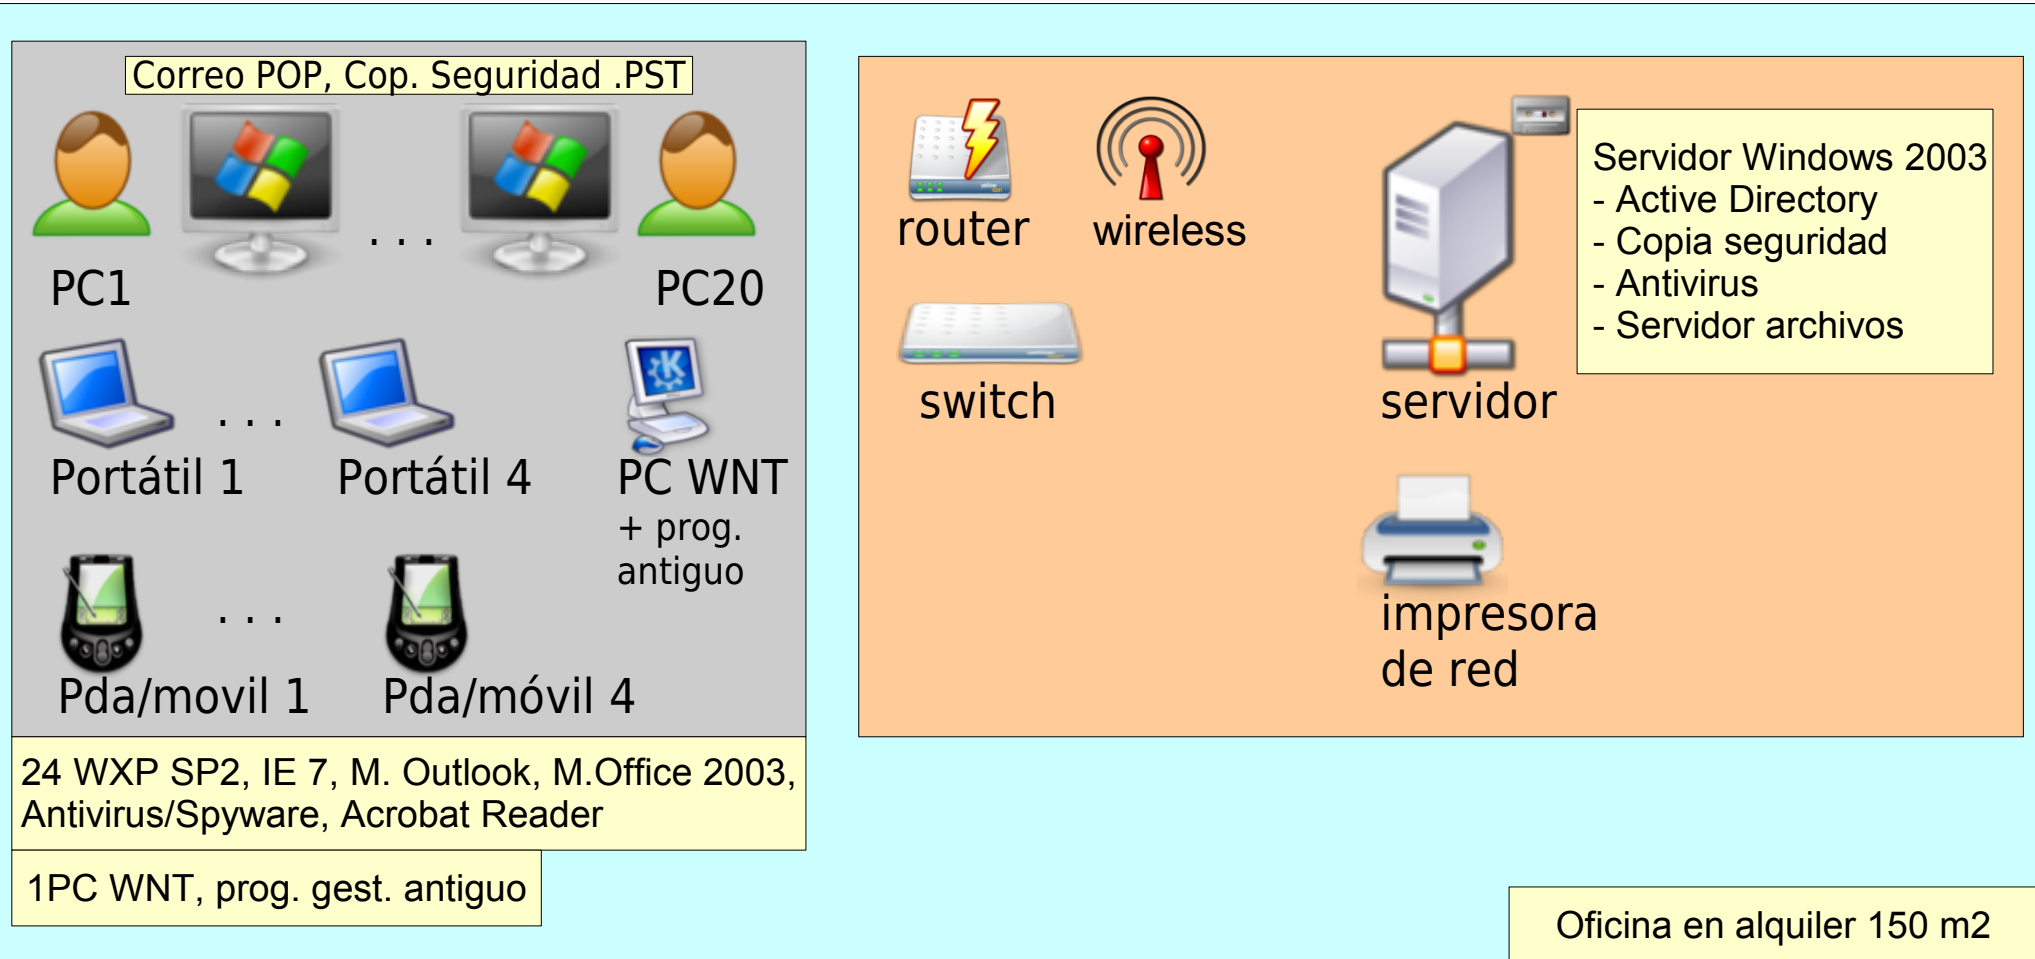 Correo POP, Cop. Seguridad .PST
. . .
PC1
PC20
. . .
Portátil 1
Portátil 4
PC WNT
+ prog.
antiguo
. . .
Pda/movil 1
Pda/móvil 4
24 WXP SP2, IE 7, M. Outlook, M.Office 2003,
Antivirus/Spyware, Acrobat Reader
1PC WNT, prog. gest. antiguo
router
wireless
switch
servidor
Servidor Windows 2003
- Active Directory
- Copia seguridad
- Antivirus
- Servidor archivos
impresora
de red
Oficina en alquiler 150 m2